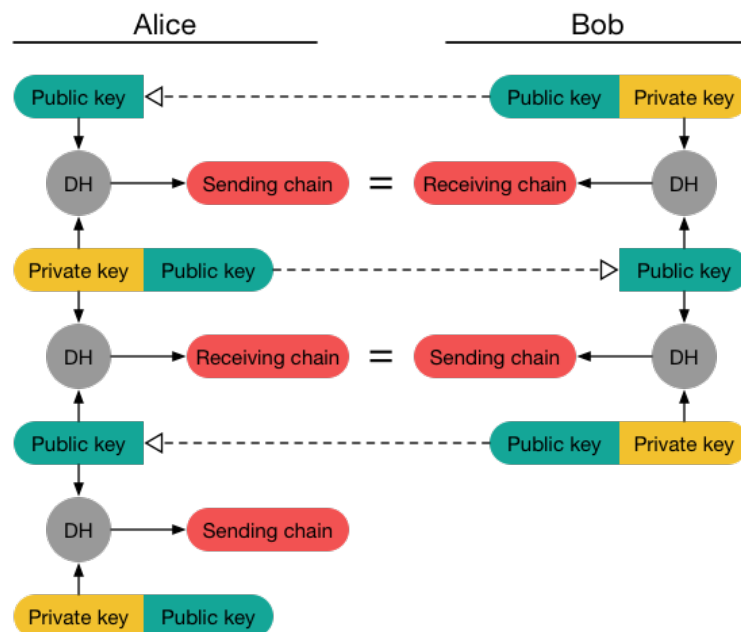 Alice Bob
Public key Public key Private key
DH Sending chain = Receiving chain DH
Private key Public key Public key
DH Receiving chain = Sending chain DH
Public key Public key Private key
DH Sending chain
Private key Public key